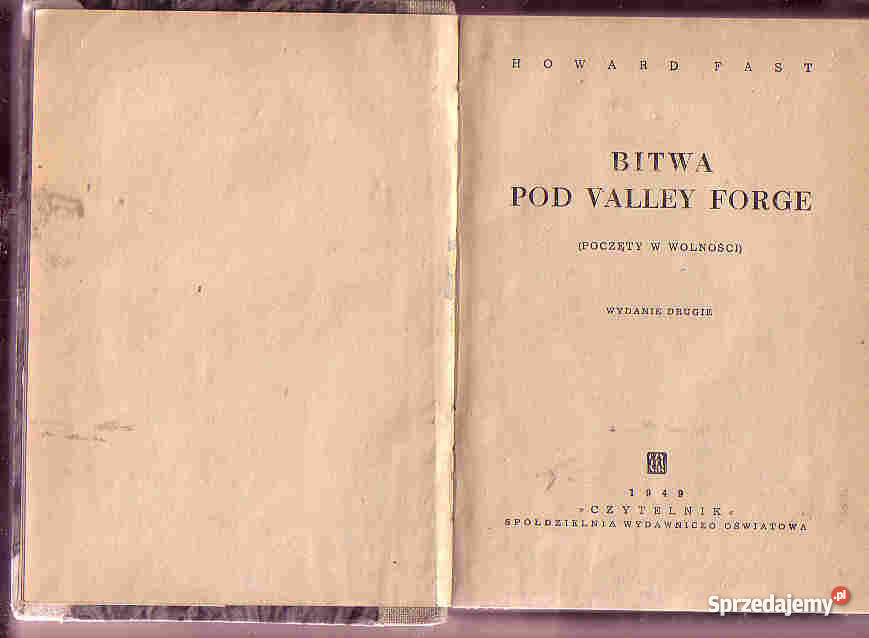 HOWARD FAST
BITWA
POD VALLEY FORGE
(POCZĘTY W WOLNOŚCI)
WYDANIE DRUGIE
1949
»CZYTELNIK«
SPÓŁDZIELNIA WYDAWNICZO OŚWIATOWA
Sprzedajemy.pl